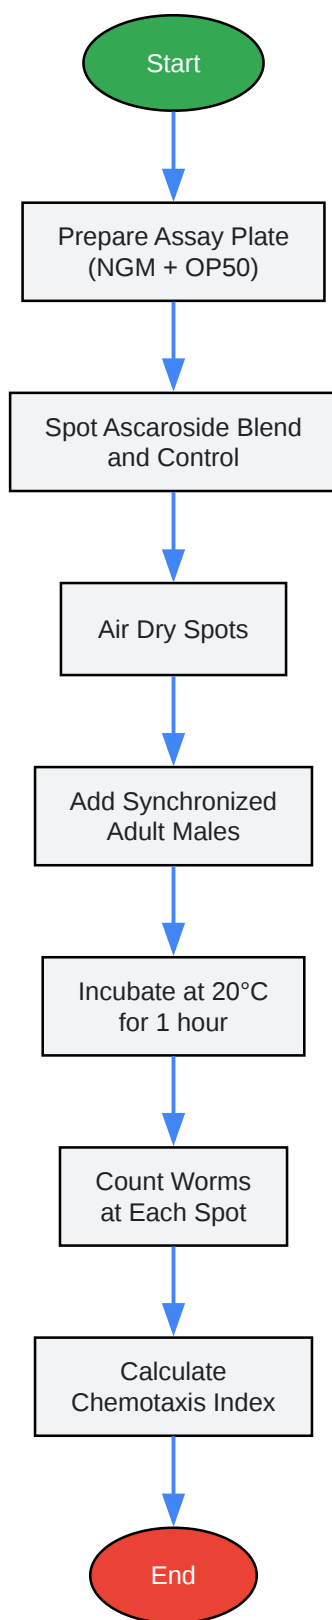 Start
Prepare Assay Plate
(NGM + OP50)
Spot Ascaroside Blend
and Control
Air Dry Spots
Add Synchronized
Adult Males
Incubate at 20°C
for 1 hour
Count Worms
at Each Spot
Calculate
Chemotaxis Index
End